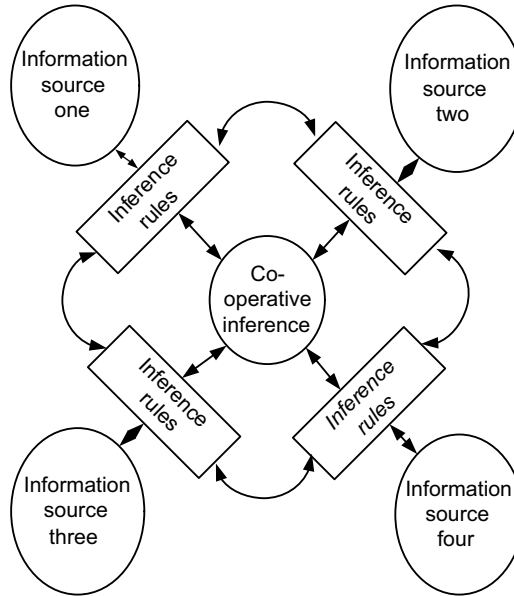 Information
source
one
Information
source
two
Inference
rules
Inference
rules
Co-
operative
inference
Inference
rules
Inference
rules
Information
source
three
Information
source
four